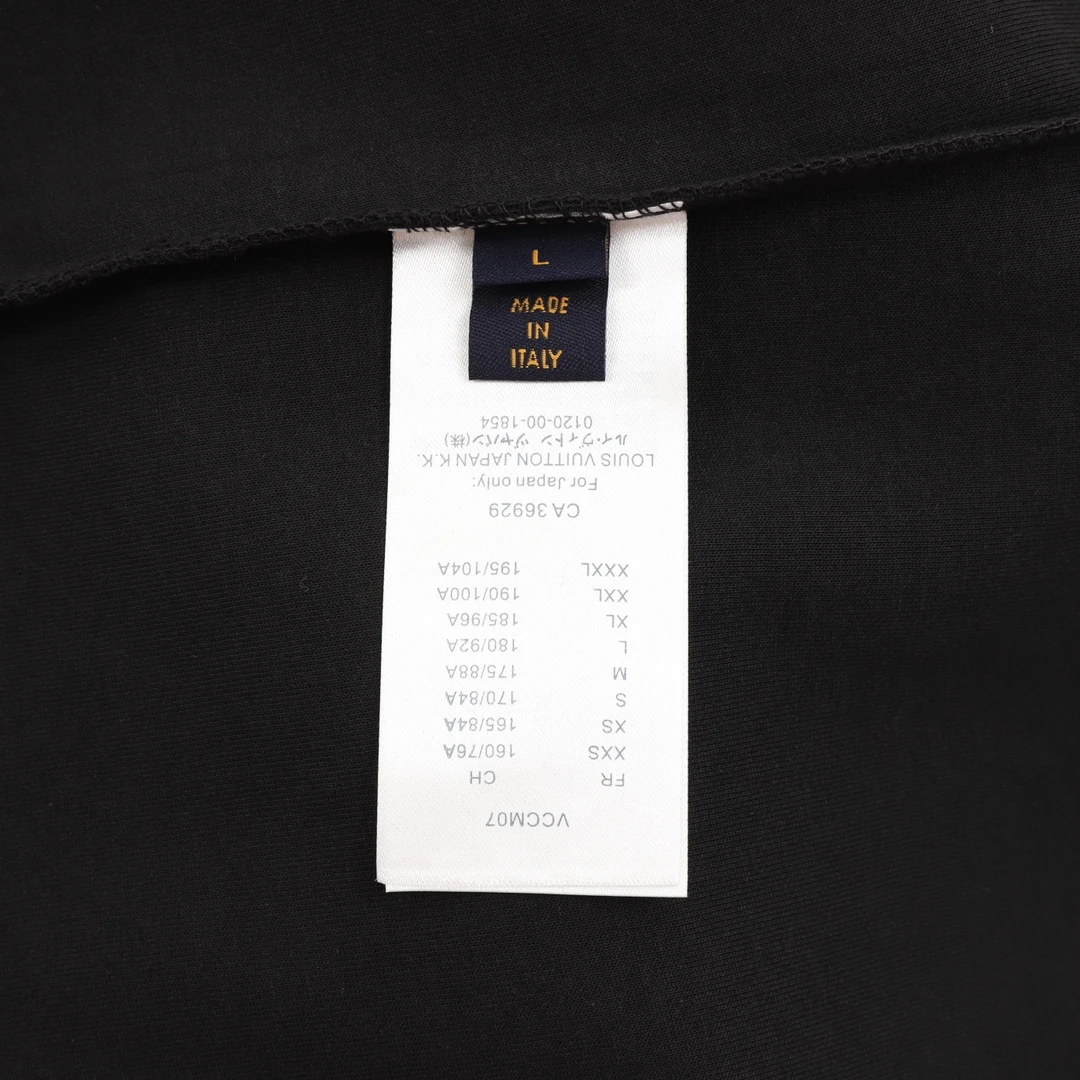 L
MADE
IN
ITALY
VCCM07
FR CH
XXS 160/76A
XS 165/84A
S 170/84A
M 175/88A
L 180/92A
XL 185/96A
XXL 190/100A
XXXL 195/104A
CA 36929
For Japan only:
LOUIS VUITTON JAPAN K.K.
ルイ・ヴィトン ジャパン(株)
0120-00-1854